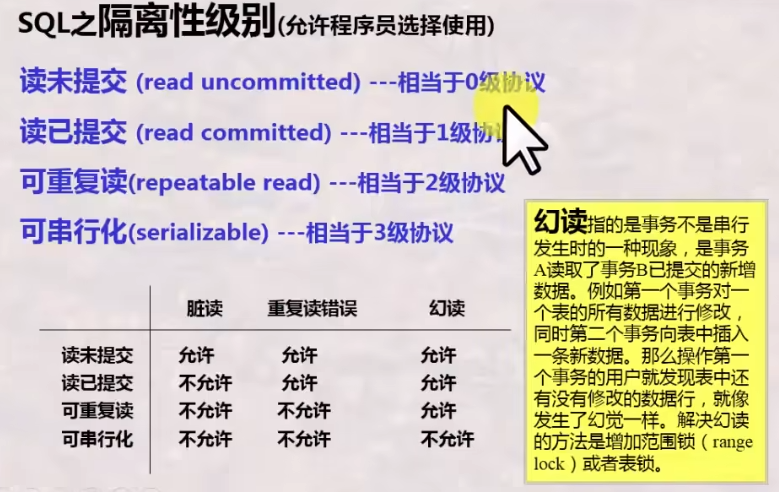 SQL之隔离性级别(允许程序员选择使用)
读未提交 (read uncommitted) ---相当于0级协议
读已提交 (read committed) ---相当于1级协
可重复读(repeatable read) ---相当于2级协议
可串行化(serializable) ---相当于3级协议
幻读指的是事务不是串行
发生时的一种现象，是事务
A读取了事务B已提交的新增
数据。例如第一个事务对一
个表的所有数据进行修改，
同时第二个事务向表中插入
一条新数据。那么操作第一
个事务的用户就发现表中还
有没有修改的数据行，就像
发生了幻觉一样。解决幻读
的方法是增加范围锁（range
lock）或者表锁。
脏读 重复读错误 幻读
读未提交 允许 允许 允许
读已提交 不允许 允许 允许
可重复读 不允许 不允许 允许
可串行化 不允许 不允许 不允许